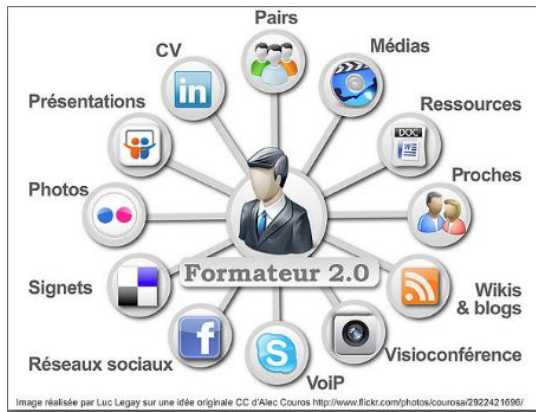 Pairs
CV
Médias
in
Présentations
Ressources
DOC
W
Photos
Proches
Formateur 2.0
Signets
Wikis
& blogs
f
S
Réseaux sociaux
Visioconférence
VoiP
Image réalisée par Luc Legay sur une idée originale CC d'Alec Couros http://www.flickr.com/photos/courosa/2922421696/